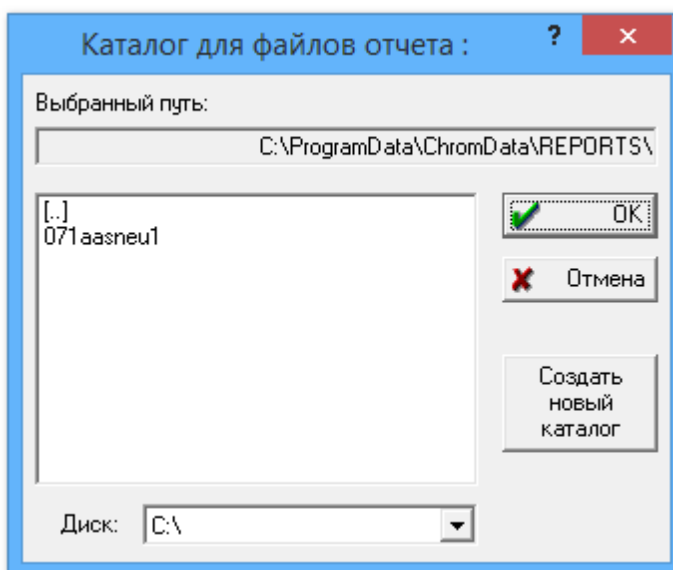 Каталог для файлов отчета :
?
×
Выбранный путь:
C:\ProgramData\ChromData\REPORTS\
[..]
071aasneu1
OK
Отмена
Создать
новый
каталог
Диск:
C:\